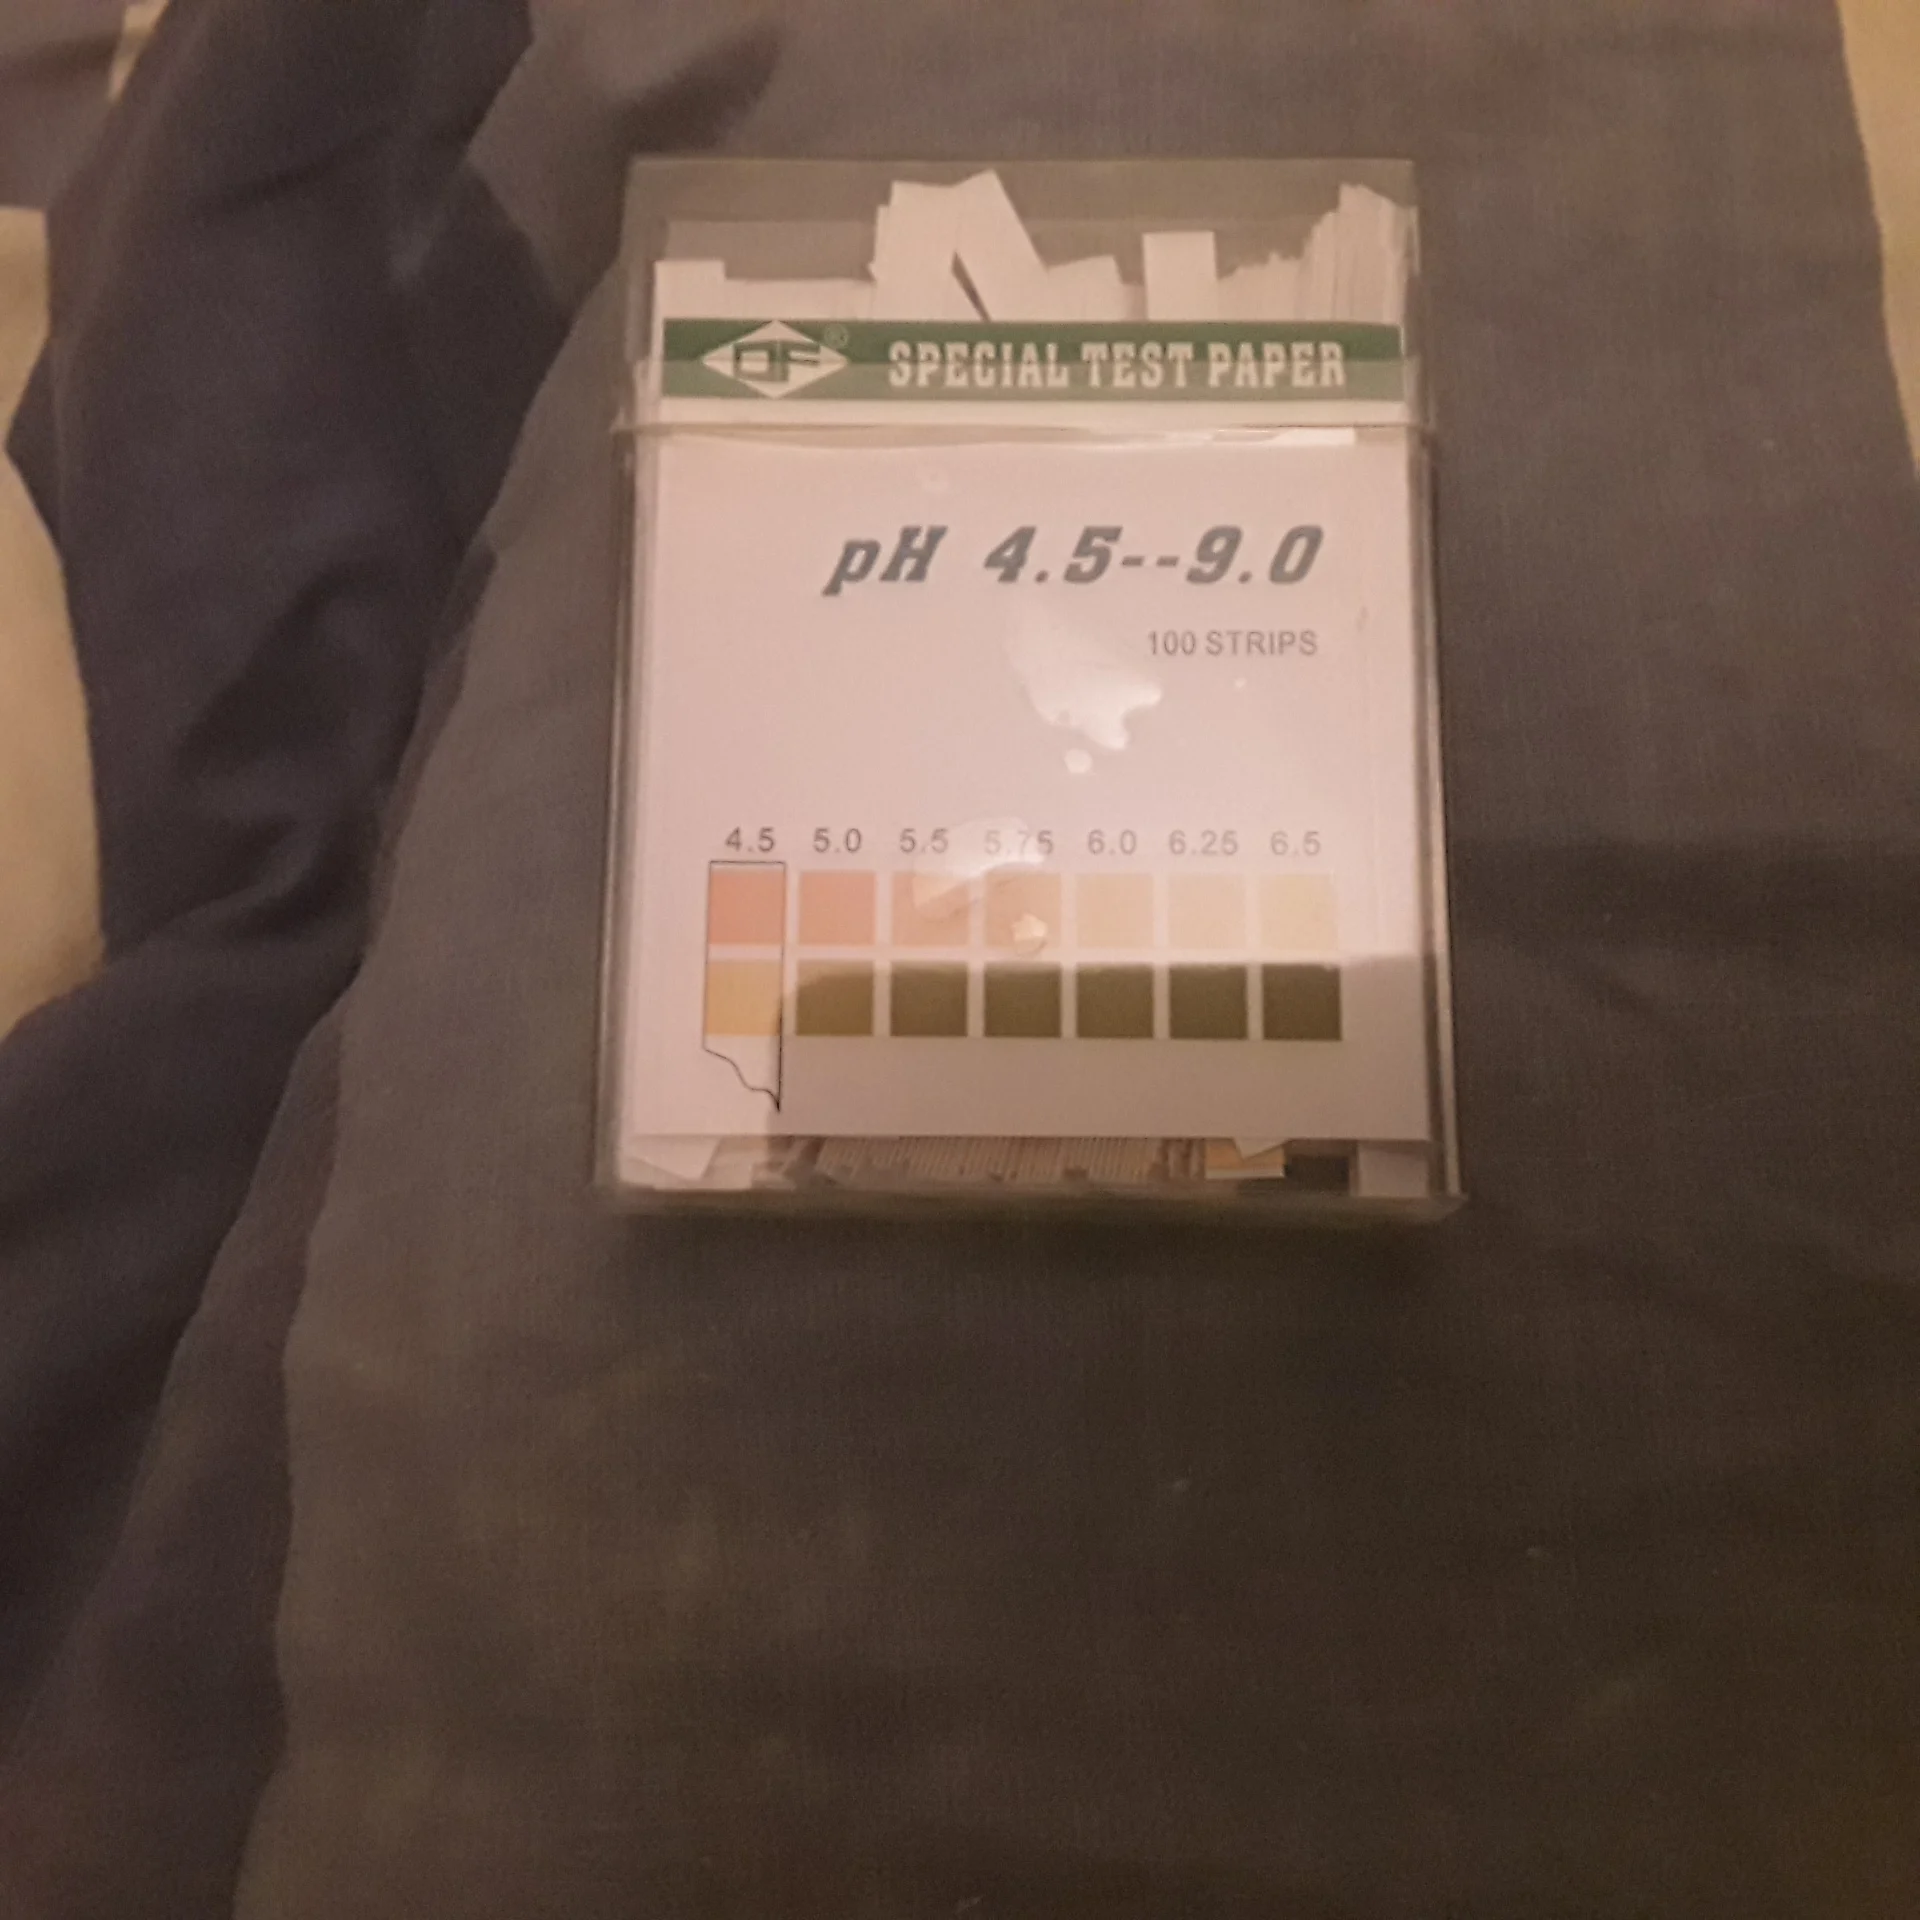 QF® SPECIAL TEST PAPER
pH 4.5--9.0
100 STRIPS
4.5 5.0 5.5 5.75 6.0 6.25 6.5